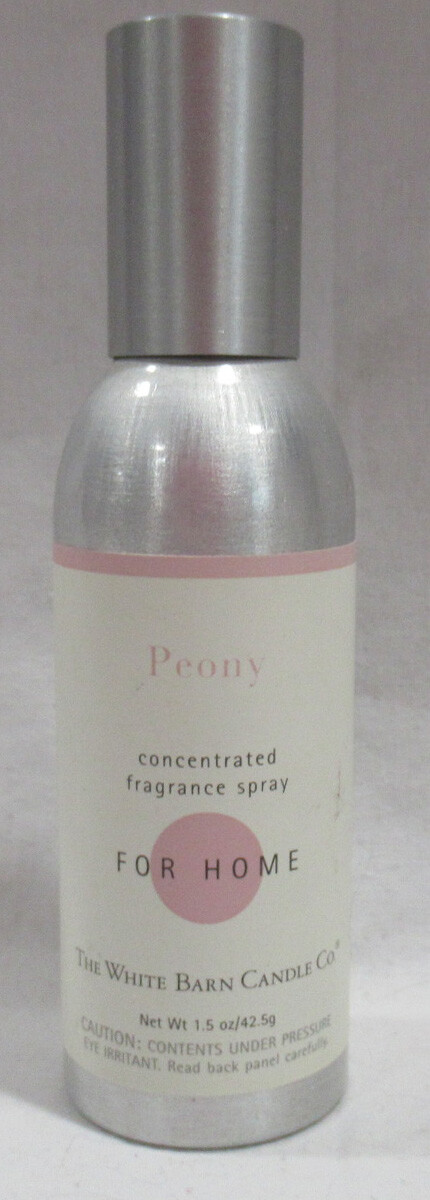 Peony
concentrated
fragrance spray
FOR HOME
THE WHITE BARN CANDLE CO.®
Net Wt 1.5 oz/42.5g
CAUTION: CONTENTS UNDER PRESSURE
EYE IRRITANT. Read back panel carefully.